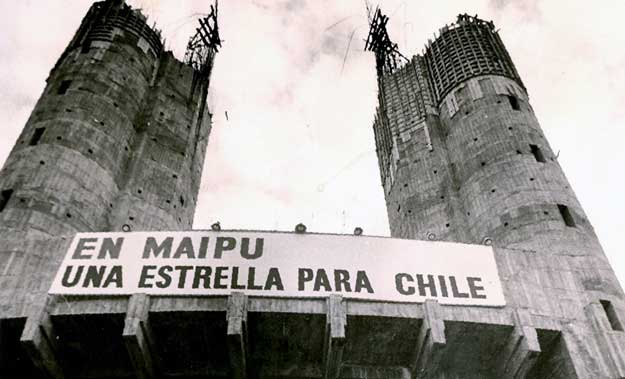 EN MAIPU
UNA ESTRELLA PARA CHILE